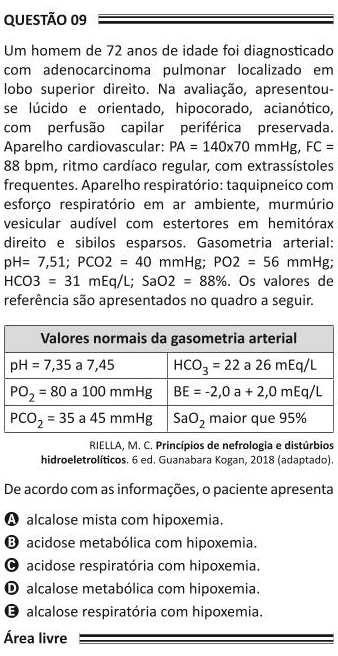 QUESTÃO 09
Um homem de 72 anos de idade foi diagnosticado
com adenocarcinoma pulmonar localizado em
lobo superior direito. Na avaliação, apresentou-
se lúcido e orientado, hipocorado, acianótico,
com perfusão capilar periférica preservada.
Aparelho cardiovascular: PA = 140x70 mmHg, FC =
88 bpm, ritmo cardíaco regular, com extrassístoles
frequentes. Aparelho respiratório: taquipneico com
esforço respiratório em ar ambiente, murmúrio
vesicular audível com estertores em hemitórax
direito e sibilos esparsos. Gasometria arterial:
pH= 7,51; PCO2 = 40 mmHg; PO2 = 56 mmHg;
HCO3 = 31 mEq/L; SaO2 = 88%. Os valores de
referência são apresentados no quadro a seguir.
Valores normais da gasometria arterial
pH = 7,35 a 7,45 HCO₃ = 22 a 26 mEq/L
PO₂ = 80 a 100 mmHg BE = -2,0 a + 2,0 mEq/L
PCO₂ = 35 a 45 mmHg SaO₂ maior que 95%
RIELLA, M. C. Princípios de nefrologia e distúrbios
hidroeletrolíticos. 6 ed. Guanabara Kogan, 2018 (adaptado).
De acordo com as informações, o paciente apresenta
A alcalose mista com hipoxemia.
B acidose metabólica com hipoxemia.
C acidose respiratória com hipoxemia.
D alcalose metabólica com hipoxemia.
E alcalose respiratória com hipoxemia.
Área livre